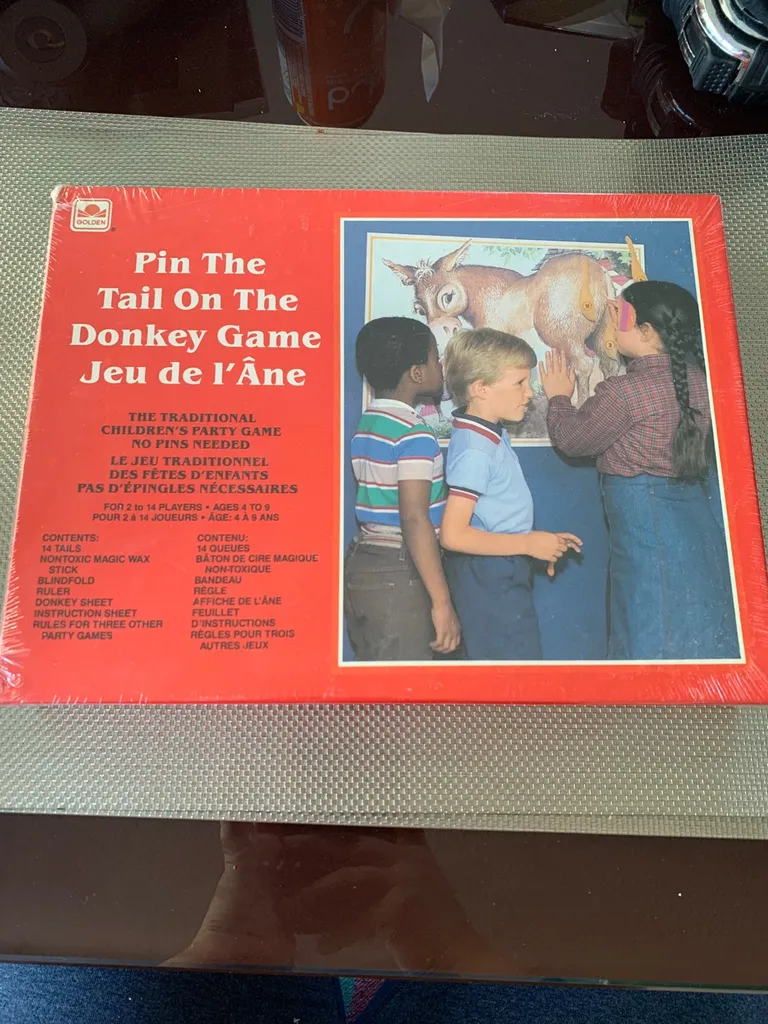 GOLDEN
Pin The
Tail On The
Donkey Game
Jeu de l'Âne
THE TRADITIONAL
CHILDREN'S PARTY GAME
NO PINS NEEDED
LE JEU TRADITIONNEL
DES FÊTES D'ENFANTS
PAS D'ÉPINGLES NÉCESSAIRES
FOR 2 to 14 PLAYERS • AGES 4 TO 9
POUR 2 à 14 JOUEURS • ÂGE: 4 À 9 ANS
CONTENTS:
14 TAILS
NONTOXIC MAGIC WAX
STICK
BLINDFOLD
RULER
DONKEY SHEET
INSTRUCTION SHEET
RULES FOR THREE OTHER
PARTY GAMES
CONTENU:
14 QUEUES
BÂTON DE CIRE MAGIQUE
NON-TOXIQUE
BANDEAU
RÈGLE
AFFICHE DE L'ÂNE
FEUILLET
D'INSTRUCTIONS
RÈGLES POUR TROIS
AUTRES JEUX